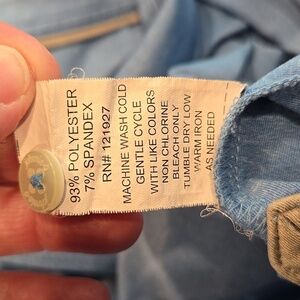 93% POLYESTER
7% SPANDEX
RN# 121927
MACHINE WASH COLD
GENTLE CYCLE
WITH LIKE COLORS
NON CHLORINE
BLEACH ONLY
TUMBLE DRY LOW
WARM IRON
AS NEEDED